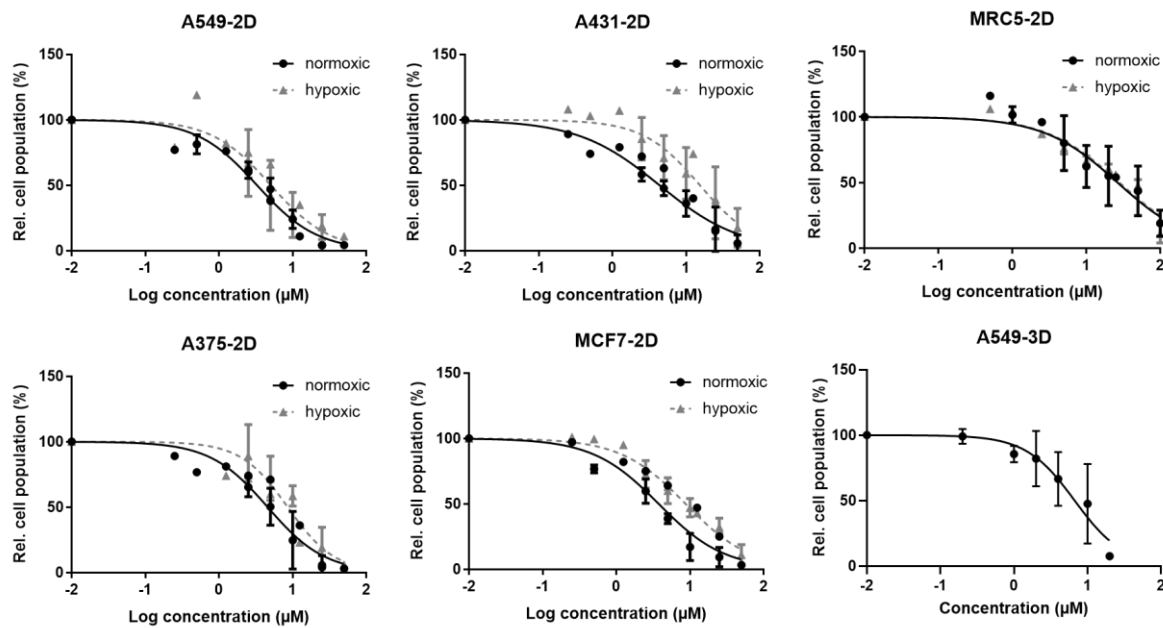 A549-2D
Rel. cell population (%)
150
100
50
0
-2
-1
0
1
2
Log concentration (µM)
normoxic
hypoxic
A431-2D
Rel. cell population (%)
150
100
50
0
-2
-1
0
1
2
Log concentration (µM)
normoxic
hypoxic
MRC5-2D
Rel. cell population (%)
150
100
50
0
-2
-1
0
1
2
Log concentration (µM)
normoxic
hypoxic
A375-2D
Rel. cell population (%)
150
100
50
0
-2
-1
0
1
2
Log concentration (µM)
normoxic
hypoxic
MCF7-2D
Rel. cell population (%)
150
100
50
0
-2
-1
0
1
2
Log concentration (µM)
normoxic
hypoxic
A549-3D
Rel. cell population (%)
150
100
50
0
-2
-1
0
1
2
Concentration (µM)